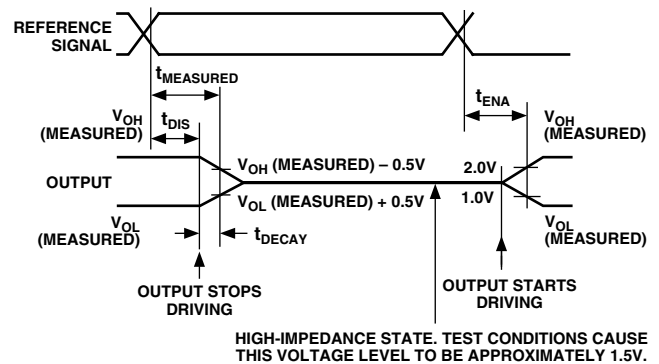 REFERENCE
SIGNAL
tMEASURED
tENA
VOH
(MEASURED)
tDIS
VOH
(MEASURED)
VOH (MEASURED) – 0.5V
2.0V
OUTPUT
VOL (MEASURED) + 0.5V
1.0V
VOL
(MEASURED)
tDECAY
VOL
(MEASURED)
OUTPUT STOPS
DRIVING
OUTPUT STARTS
DRIVING
HIGH-IMPEDANCE STATE. TEST CONDITIONS CAUSE
THIS VOLTAGE LEVEL TO BE APPROXIMATELY 1.5V.